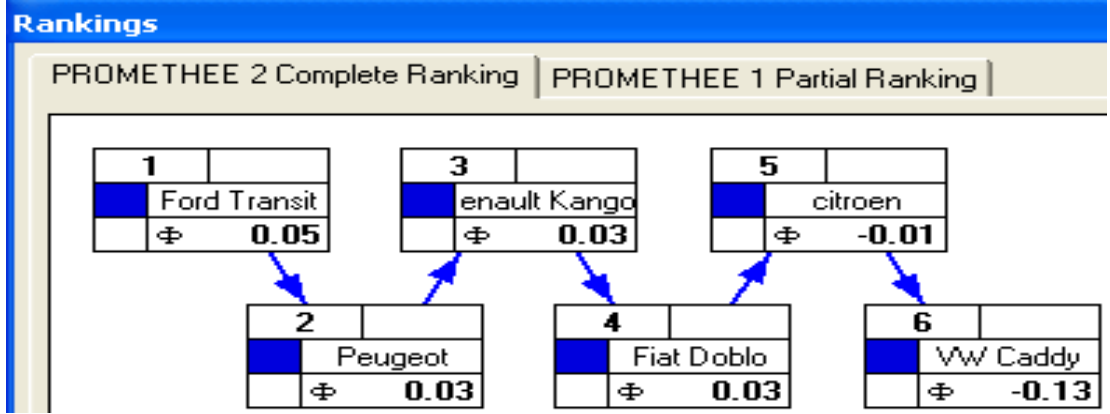 Rankings
PROMETHEE 2 Complete Ranking
PROMETHEE 1 Partial Ranking
1
Ford Transit
Φ 0.05
2
Peugeot
Φ 0.03
3
enault Kango
Φ 0.03
4
Fiat Doblo
Φ 0.03
5
citroen
Φ -0.01
6
VW Caddy
Φ -0.13